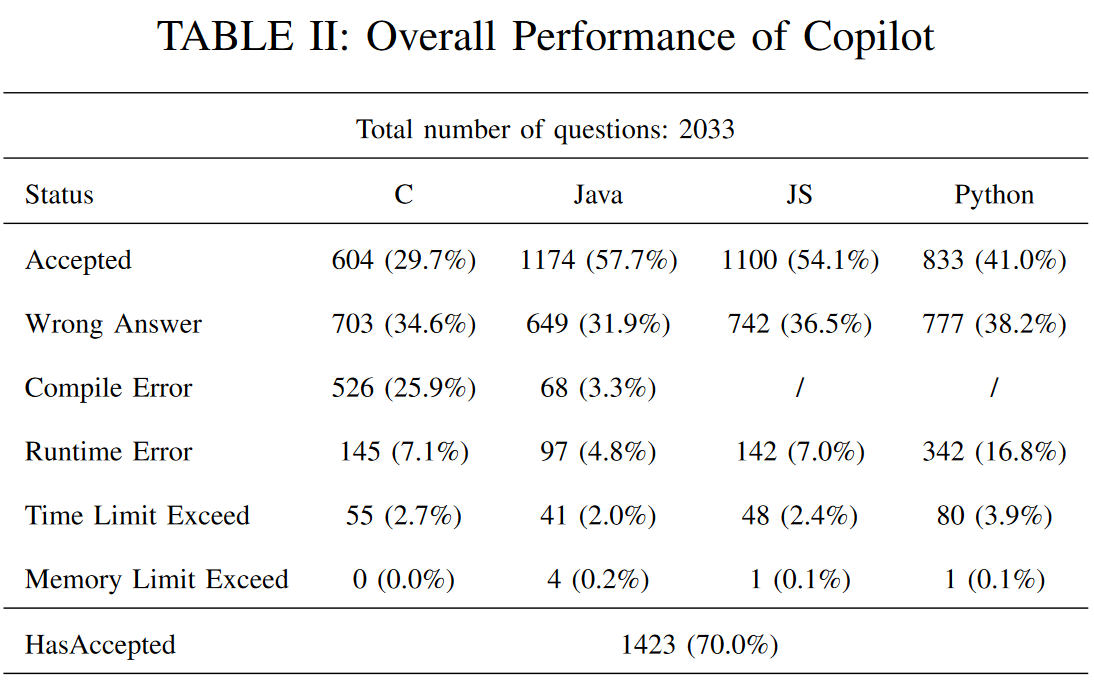 TABLE II: Overall Performance of Copilot
Total number of questions: 2033
Status C Java JS Python
Accepted 604 (29.7%) 1174 (57.7%) 1100 (54.1%) 833 (41.0%)
Wrong Answer 703 (34.6%) 649 (31.9%) 742 (36.5%) 777 (38.2%)
Compile Error 526 (25.9%) 68 (3.3%) / /
Runtime Error 145 (7.1%) 97 (4.8%) 142 (7.0%) 342 (16.8%)
Time Limit Exceed 55 (2.7%) 41 (2.0%) 48 (2.4%) 80 (3.9%)
Memory Limit Exceed 0 (0.0%) 4 (0.2%) 1 (0.1%) 1 (0.1%)
HasAccepted 1423 (70.0%)